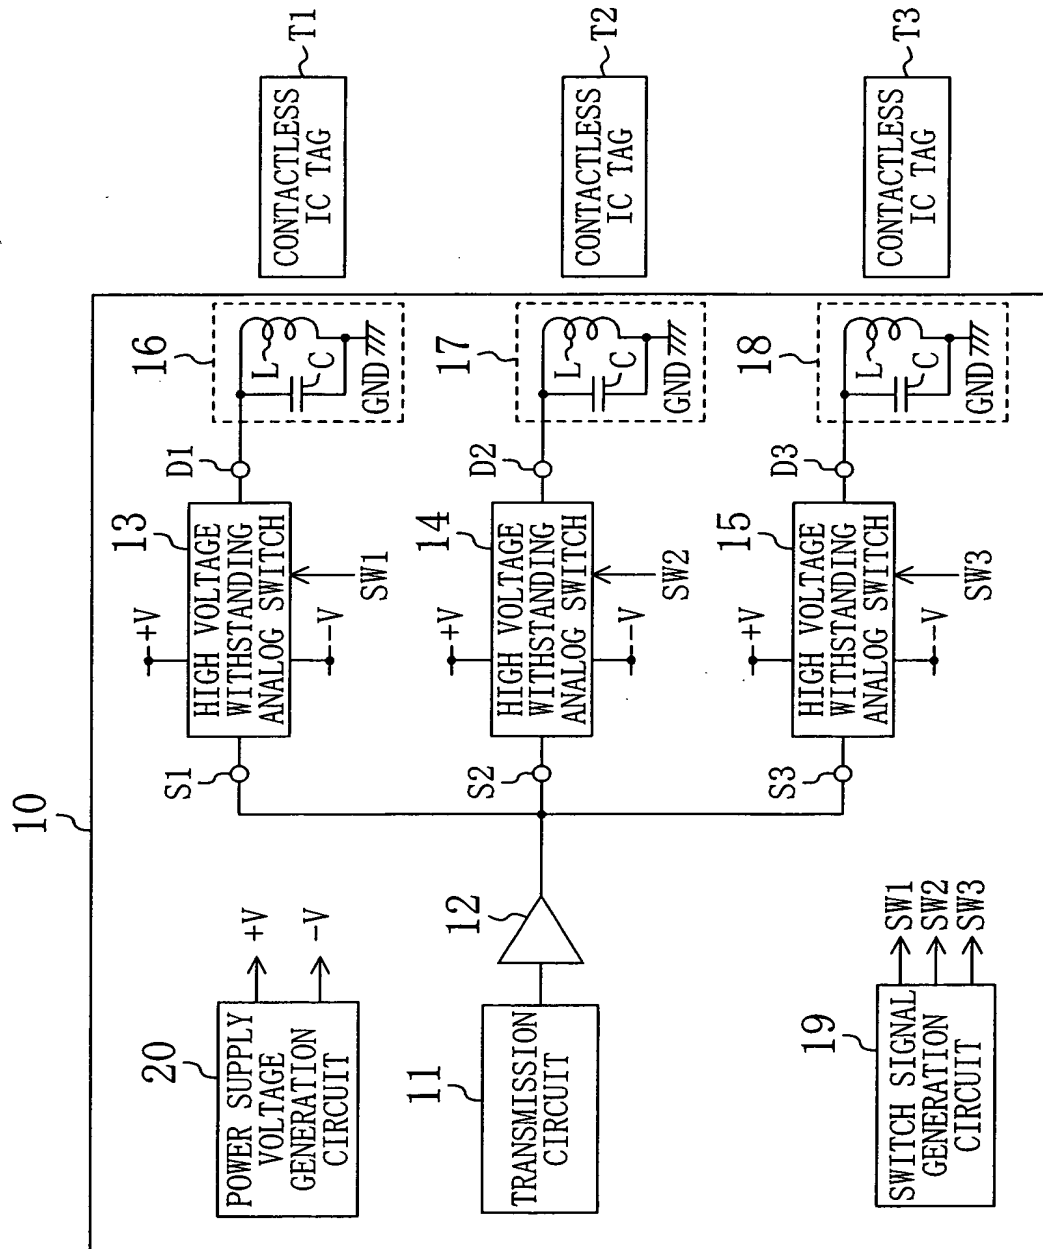 10
20
POWER SUPPLY
VOLTAGE
GENERATION
CIRCUIT
+V
-V
11
TRANSMISSION
CIRCUIT
12
19
SWITCH SIGNAL
GENERATION
CIRCUIT
SW1
SW2
SW3
S1
+V
13
HIGH VOLTAGE
WITHSTANDING
ANALOG SWITCH
-V
SW1
D1
16
L
C
GND
CONTACTLESS
IC TAG
T1
S2
+V
14
HIGH VOLTAGE
WITHSTANDING
ANALOG SWITCH
-V
SW2
D2
17
L
C
GND
CONTACTLESS
IC TAG
T2
S3
+V
15
HIGH VOLTAGE
WITHSTANDING
ANALOG SWITCH
-V
SW3
D3
18
L
C
GND
CONTACTLESS
IC TAG
T3